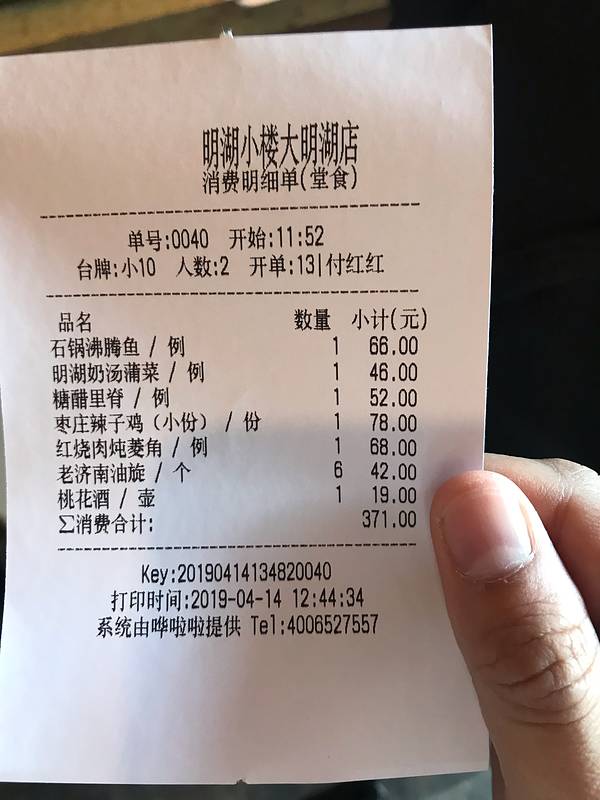 明湖小楼大明湖店
消费明细单(堂食)
单号:0040 开始:11:52
台牌:小10 人数:2 开单:13|付红红
品名 数量 小计(元)
石锅沸腾鱼 / 例 1 66.00
明湖奶汤蒲菜 / 例 1 46.00
糖醋里脊 / 例 1 52.00
枣庄辣子鸡（小份） / 份 1 78.00
红烧肉炖菱角 / 例 1 68.00
老济南油旋 / 个 6 42.00
桃花酒 / 壶 1 19.00
∑消费合计: 371.00
Key:20190414134820040
打印时间:2019-04-14 12:44:34
系统由哗啦啦提供 Tel:4006527557